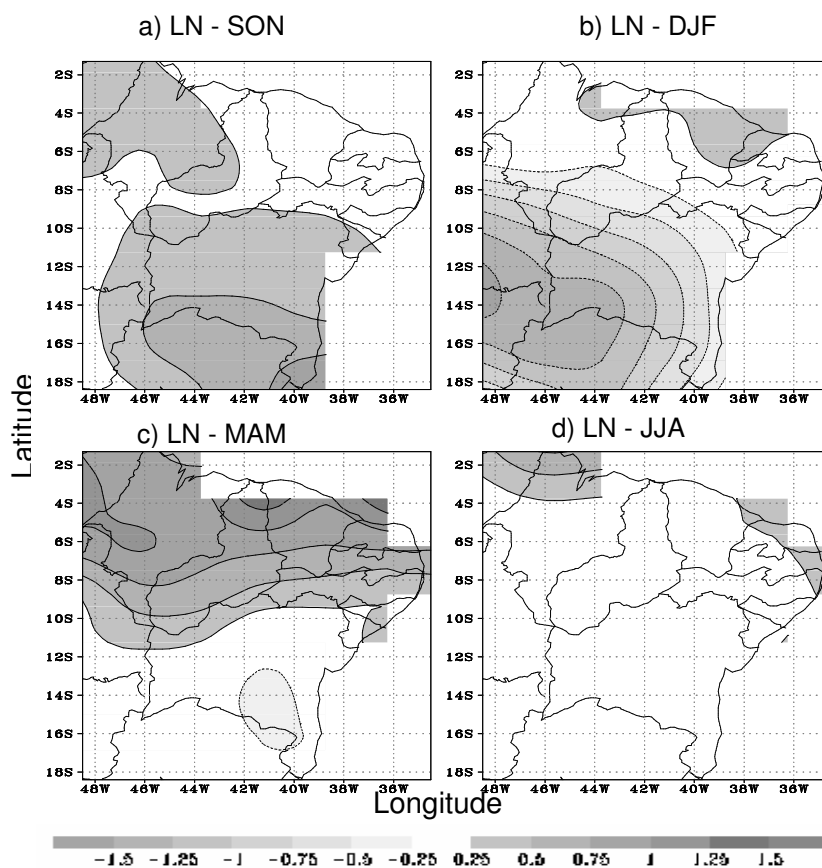 a) LN - SON
b) LN - DJF
2S
4S
6S
8S
10S
12S
14S
16S
18S
48W 46W 44W 42W 40W 38W 36W
2S
4S
6S
8S
10S
12S
14S
16S
18S
48W 46W 44W 42W 40W 38W 36W
Latitude
c) LN - MAM
d) LN - JJA
2S
4S
6S
8S
10S
12S
14S
16S
18S
48W 46W 44W 42W 40W 38W 36W
2S
4S
6S
8S
10S
12S
14S
16S
18S
48W 46W 44W 42W 40W 38W 36W
Longitude
-1.5 -1.25 -1 -0.75 -0.5 -0.25 0.25 0.5 0.75 1 1.25 1.5